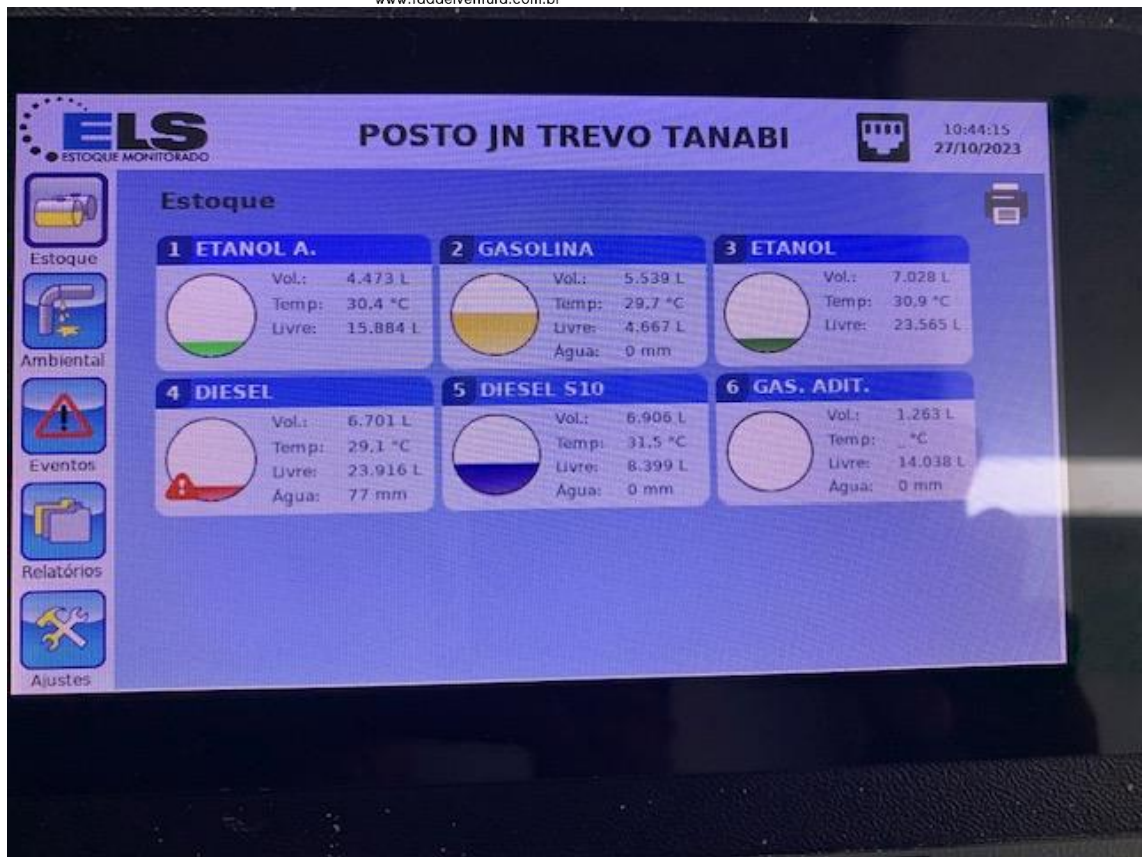 ELS
ESTOQUE MONITORADO
POSTO JN TREVO TANABI
10:44:15
27/10/2023
Estoque
Estoque
Ambiental
Eventos
Relatórios
Ajustes
1 ETANOL A.
Vol.: 4.473 L
Temp: 30,4 °C
Livre: 15.884 L
2 GASOLINA
Vol.: 5.539 L
Temp: 29,7 °C
Livre: 4.667 L
Água: 0 mm
3 ETANOL
Vol.: 7.028 L
Temp: 30,9 °C
Livre: 23.565 L
4 DIESEL
Vol.: 6.701 L
Temp: 29,1 °C
Livre: 23.916 L
Água: 77 mm
5 DIESEL S10
Vol.: 6.906 L
Temp: 31,5 °C
Livre: 8.399 L
Água: 0 mm
6 GAS. ADIT.
Vol.: 1.263 L
Temp: _ °C
Livre: 14.038 L
Água: 0 mm